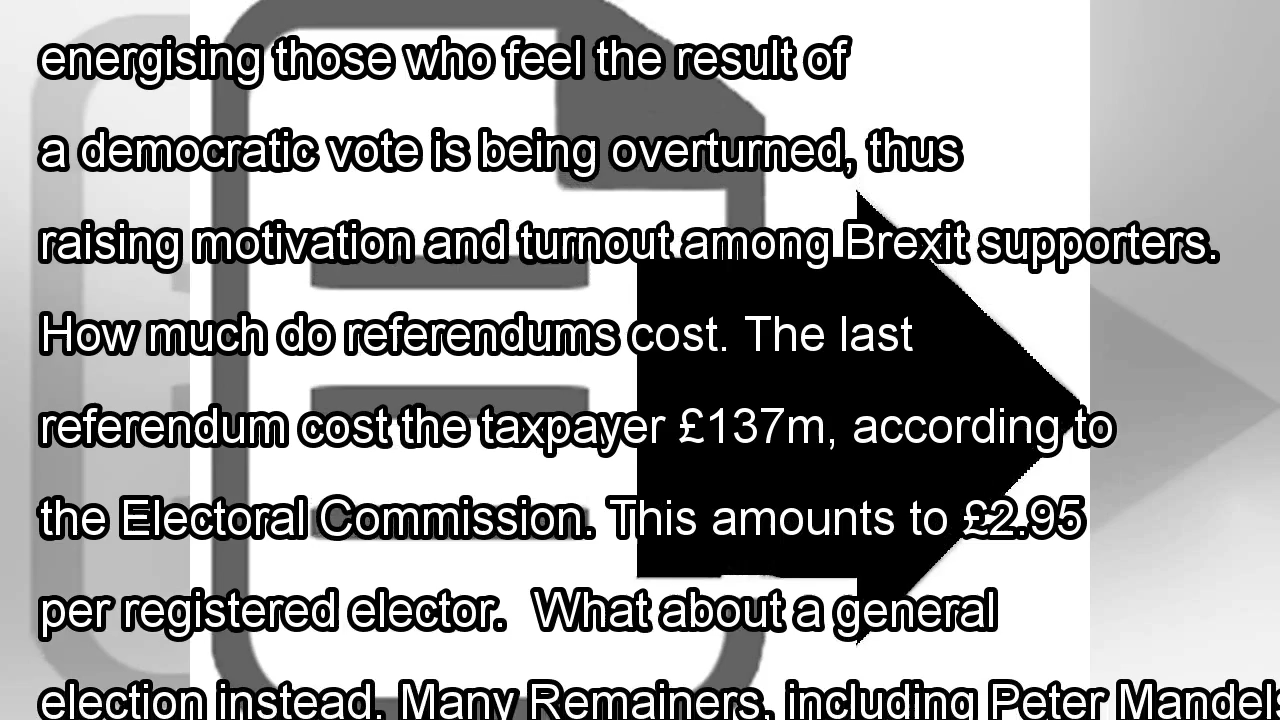 energising those who feel the result of
a democratic vote is being overturned, thus
raising motivation and turnout among Brexit supporters.
How much do referendums cost. The last
referendum cost the taxpayer £137m, according to
the Electoral Commission. This amounts to £2.95
per registered elector.  What about a general
election instead. Many Remainers, including Peter